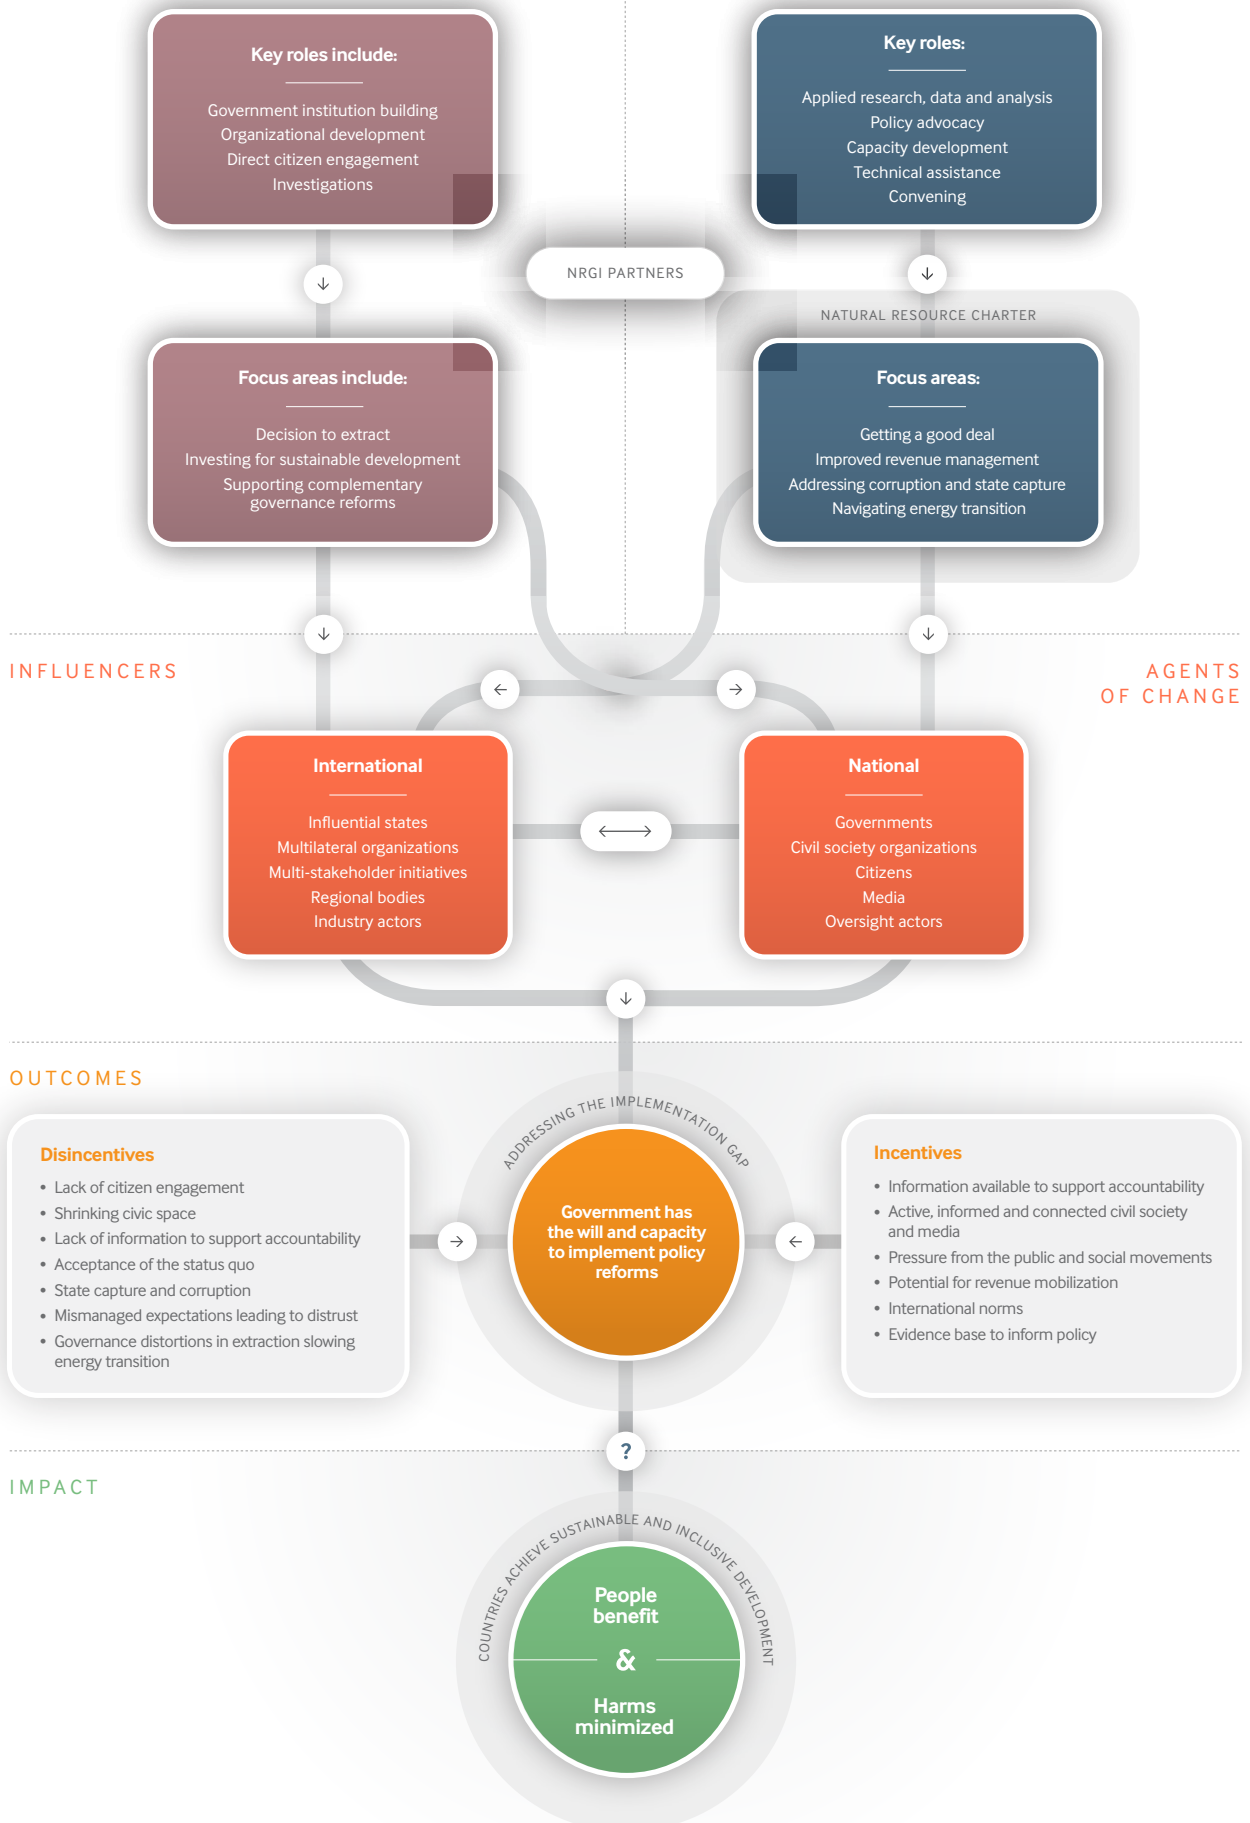 Key roles include:
Government institution building
Organizational development
Direct citizen engagement
Investigations
Key roles:
Applied research, data and analysis
Policy advocacy
Capacity development
Technical assistance
Convening
NRGI PARTNERS
NATURAL RESOURCE CHARTER
Focus areas include:
Decision to extract
Investing for sustainable development
Supporting complementary
governance reforms
Focus areas:
Getting a good deal
Improved revenue management
Addressing corruption and state capture
Navigating energy transition
INFLUENCERS
AGENTS
OF CHANGE
International
Influential states
Multilateral organizations
Multi-stakeholder initiatives
Regional bodies
Industry actors
National
Governments
Civil society organizations
Citizens
Media
Oversight actors
OUTCOMES
Disincentives
• Lack of citizen engagement
• Shrinking civic space
• Lack of information to support accountability
• Acceptance of the status quo
• State capture and corruption
• Mismanaged expectations leading to distrust
• Governance distortions in extraction slowing
energy transition
ADDRESSING THE IMPLEMENTATION GAP
Government has
the will and capacity
to implement policy
reforms
Incentives
• Information available to support accountability
• Active, informed and connected civil society
and media
• Pressure from the public and social movements
• Potential for revenue mobilization
• International norms
• Evidence base to inform policy
?
IMPACT
COUNTRIES ACHIEVE SUSTAINABLE AND INCLUSIVE DEVELOPMENT
People
benefit
&
Harms
minimized